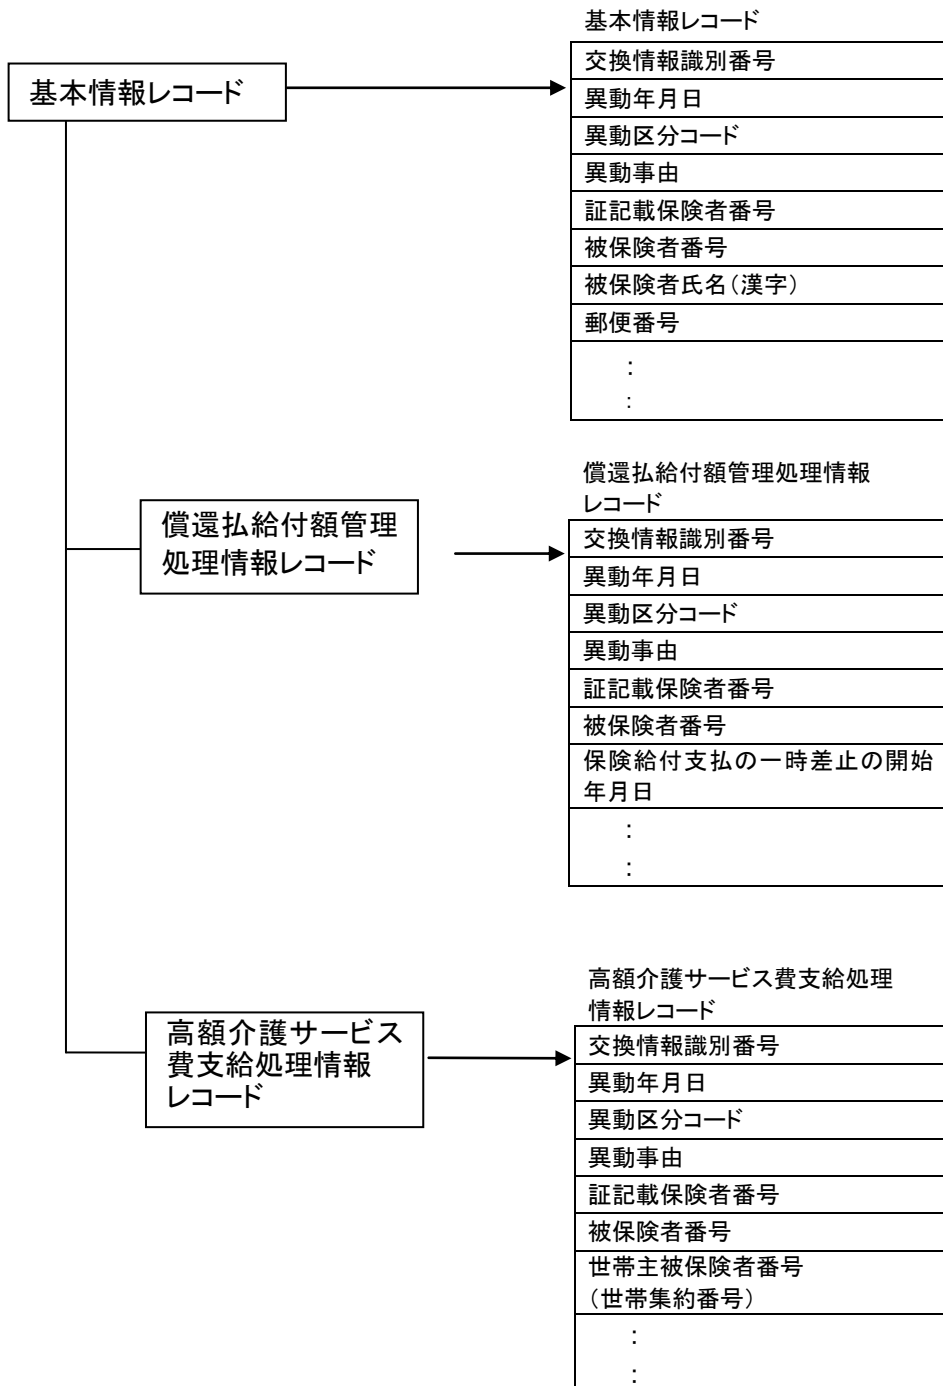 基本情報レコード
基本情報レコード
交換情報識別番号
異動年月日
異動区分コード
異動事由
証記載保険者番号
被保険者番号
被保険者氏名（漢字）
郵便番号
：
：
償還払給付額管理
処理情報レコード
償還払給付額管理処理情報
レコード
交換情報識別番号
異動年月日
異動区分コード
異動事由
証記載保険者番号
被保険者番号
保険給付支払の一時差止の開始
年月日
：
：
高額介護サービス
費支給処理情報
レコード
高額介護サービス費支給処理
情報レコード
交換情報識別番号
異動年月日
異動区分コード
異動事由
証記載保険者番号
被保険者番号
世帯主被保険者番号
（世帯集約番号）
：
：